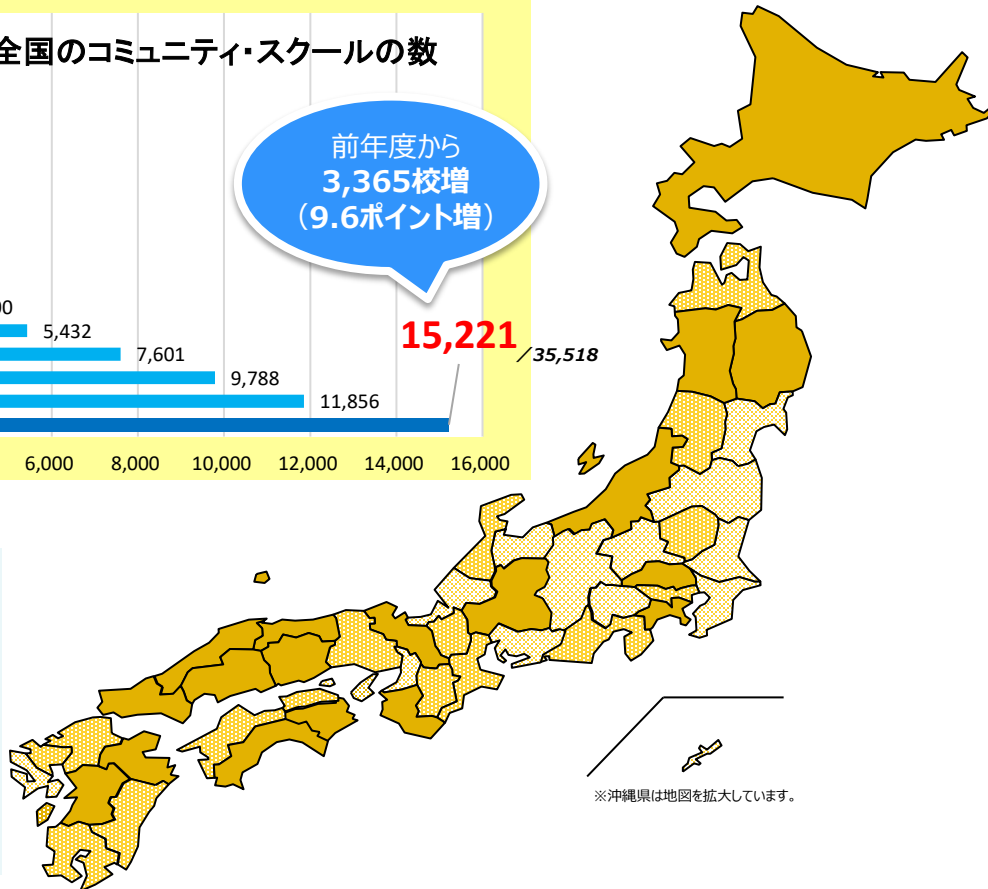 全国のコミュニティ・スクールの数
前年度から
3,365校増
（9.6ポイント増）
5,432
7,601
9,788
11,856
15,221
/35,518
6,000 8,000 10,000 12,000 14,000 16,000
※沖縄県は地図を拡大しています。